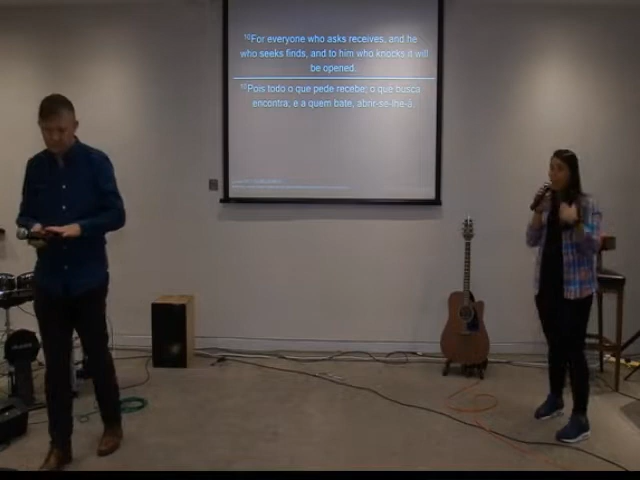 ¹⁰For everyone who asks receives, and he
who seeks finds, and to him who knocks it will
be opened.
¹⁰Pois todo o que pede recebe; o que busca
encontra; e a quem bate, abrir-se-lhe-á.